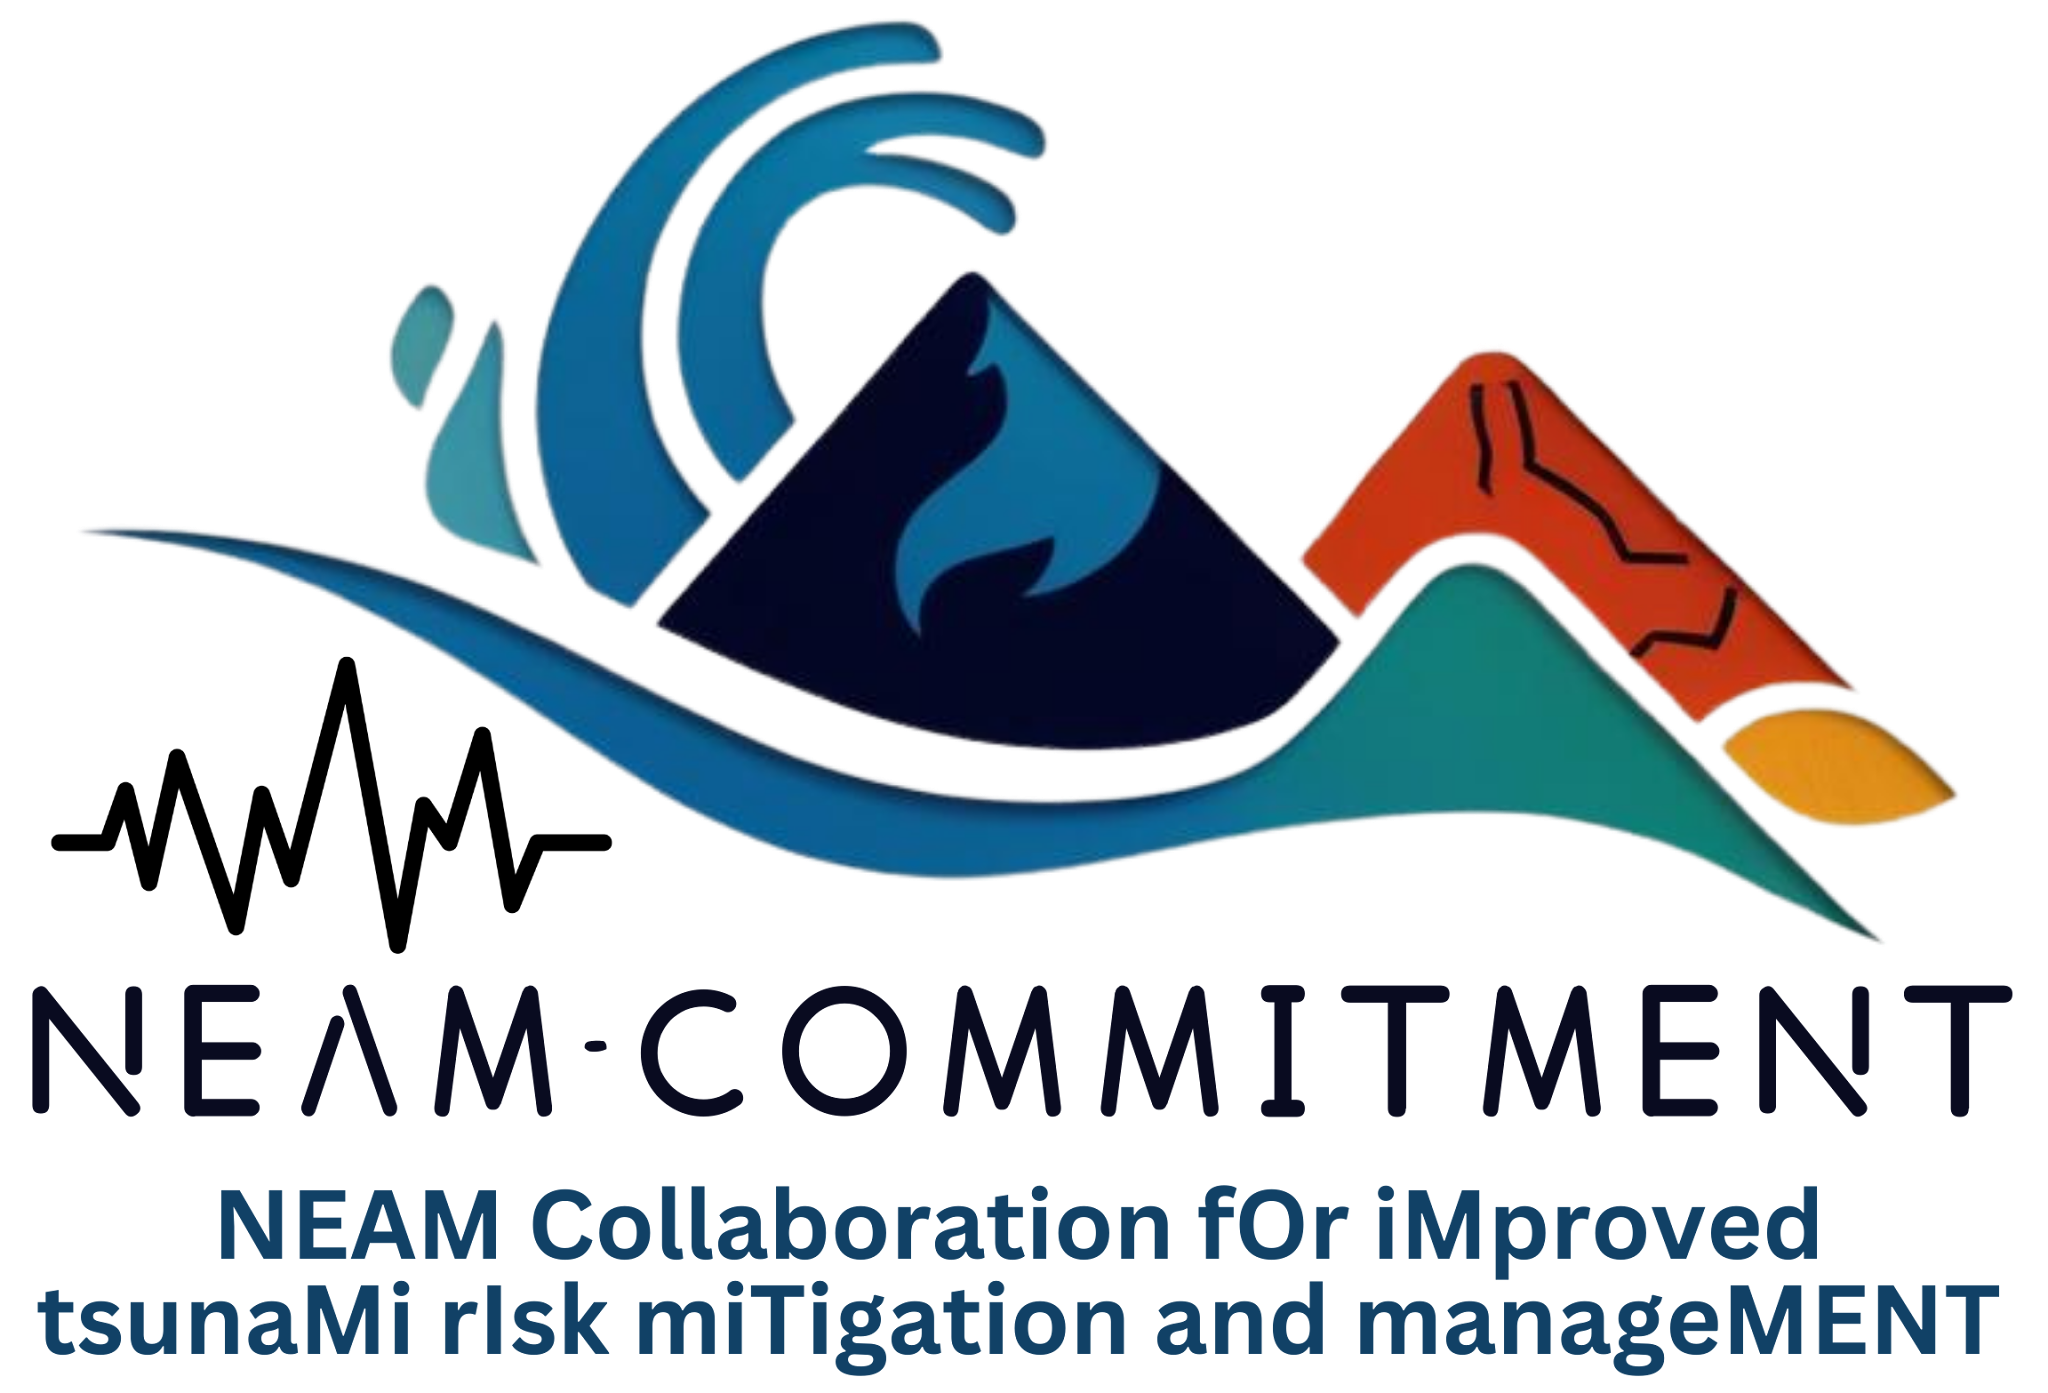 NEAM-COMMITMENT
NEAM Collaboration fOr iMproved
tsunaMi rIsk miTigation and manageMENT